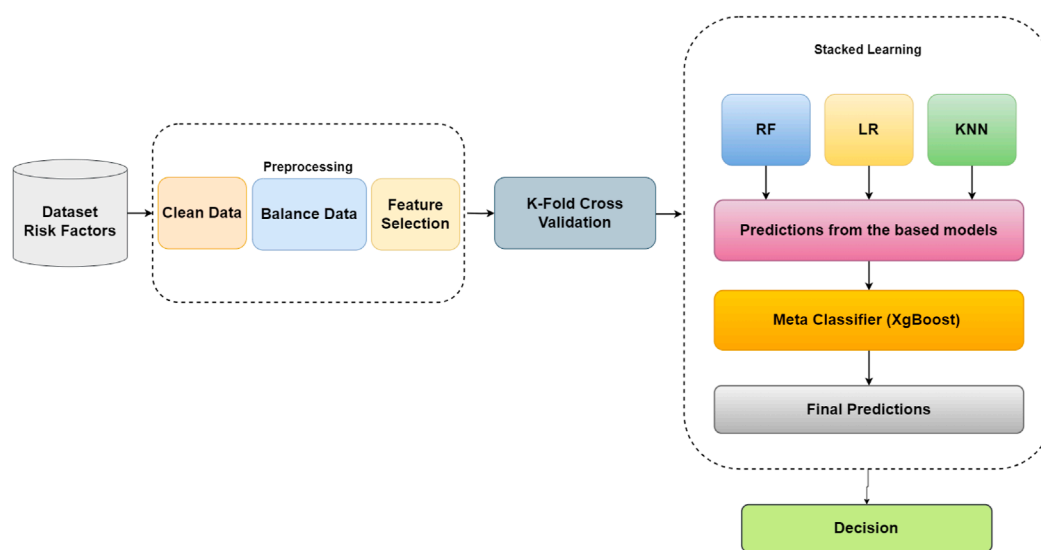 Dataset
Risk Factors
Preprocessing
Clean Data
Balance Data
Feature
Selection
K-Fold Cross
Validation
Stacked Learning
RF
LR
KNN
Predictions from the based models
Meta Classifier (XgBoost)
Final Predictions
Decision